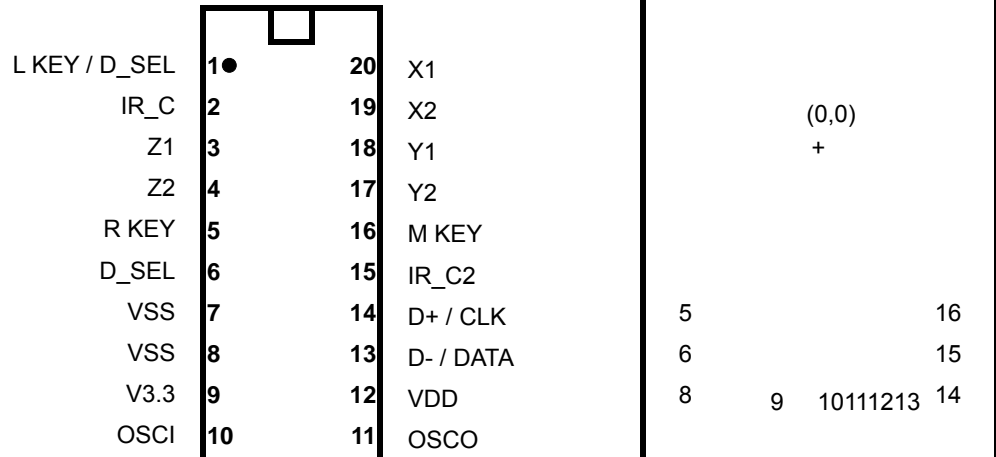 L KEY / D_SEL 1 20 X1
IR_C 2 19 X2
Z1 3 18 Y1
Z2 4 17 Y2
R KEY 5 16 M KEY
D_SEL 6 15 IR_C2
VSS 7 14 D+ / CLK
VSS 8 13 D- / DATA
V3.3 9 12 VDD
OSCI 10 11 OSCO
(0,0)
+
5 16
6 15
8 9 10111213 14